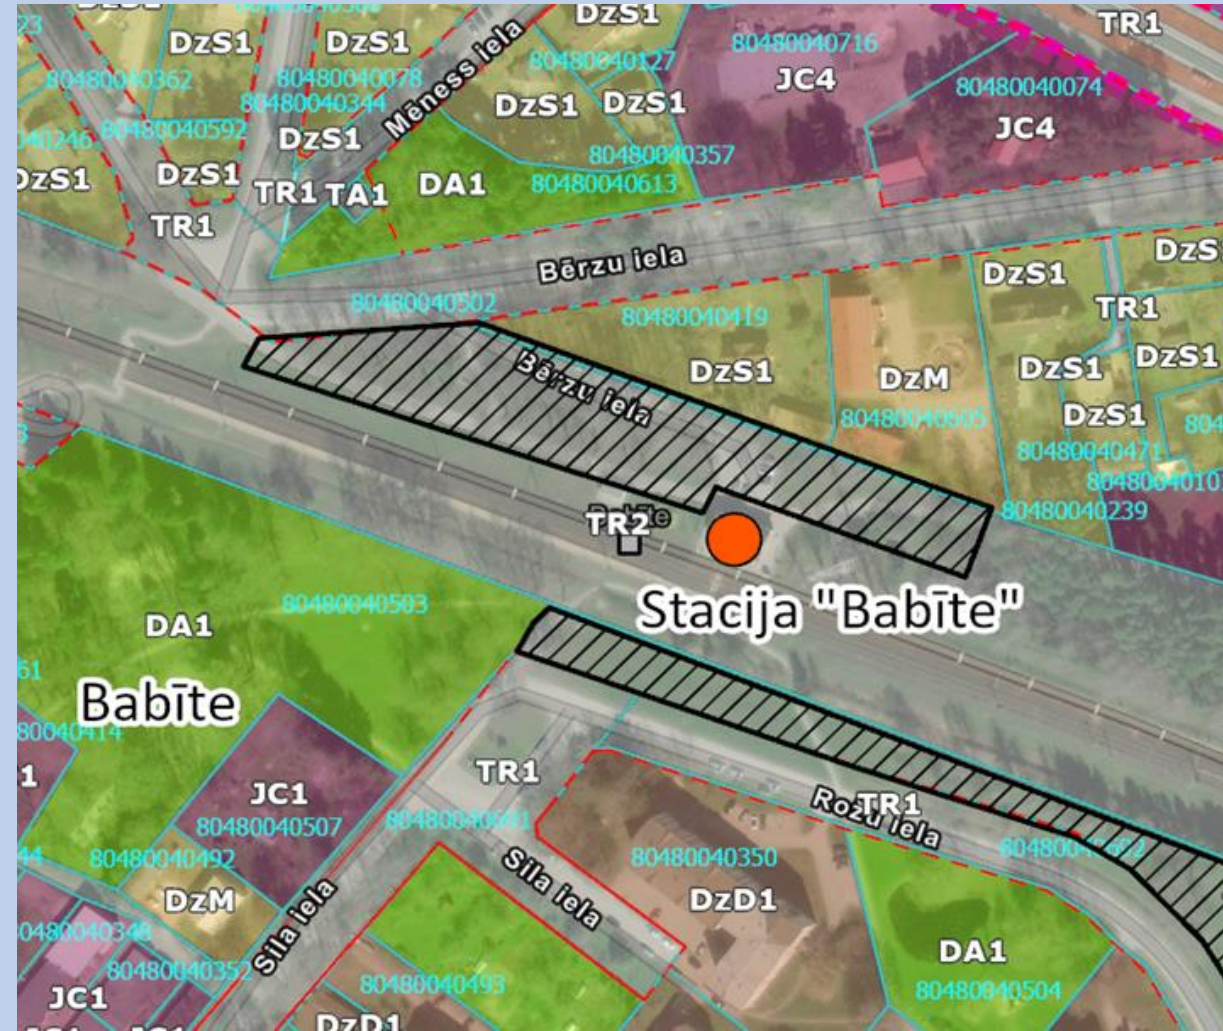 DzS1
TR1
DzS1
DzS1
80480040716
80480040127
80480040362
80480040078
JC4
80480040074
80480040344
Mēness iela
DzS1
DzS1
JC4
80480040592
DzS1
80480040357
DzS1
DzS1
TR1
TA1
DA1
80480040613
TR1
DzS
Bērzu iela
DzS1
80480040502
80480040419
TR1
DzS1
DzS1
DzS1
Bērzu iela
DzM
80480040605
DzS1
80480040471
80480040239
TR2
Stacija "Babīte"
80480040503
DA1
Babīte
TR1
JC1
80480040507
Rožu iela
TR1
80480040492
80480040350
Sila iela
DzM
DzD1
Sila iela
DA1
80480040352
80480040493
80480040504
JC1
DzD1